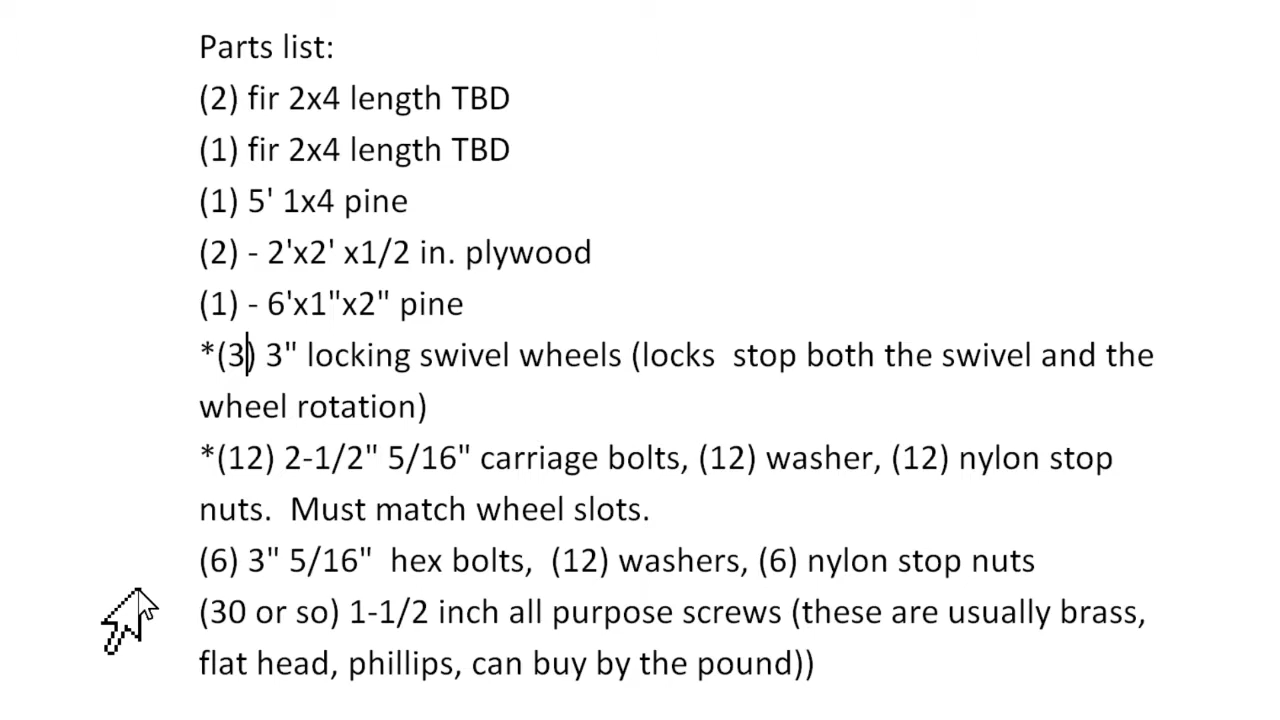 Parts list:
(2) fir 2x4 length TBD
(1) fir 2x4 length TBD
(1) 5' 1x4 pine
(2) - 2'x2' x1/2 in. plywood
(1) - 6'x1"x2" pine
*(3) 3" locking swivel wheels (locks  stop both the swivel and the
wheel rotation)
*(12) 2-1/2" 5/16" carriage bolts, (12) washer, (12) nylon stop
nuts.  Must match wheel slots.
(6) 3" 5/16"  hex bolts,  (12) washers, (6) nylon stop nuts
(30 or so) 1-1/2 inch all purpose screws (these are usually brass,
flat head, phillips, can buy by the pound))